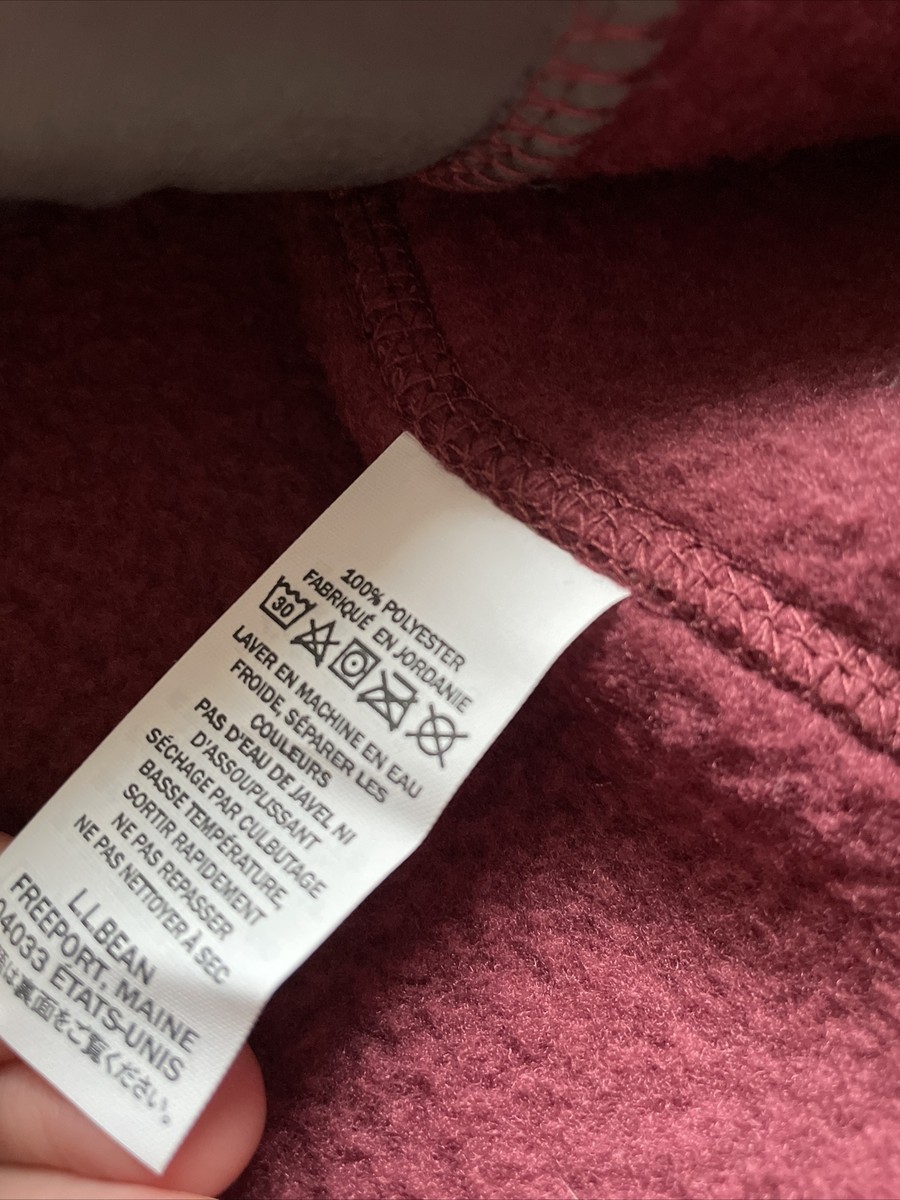 100% POLYESTER
FABRIQUÉ EN JORDANIE
30
LAVER EN MACHINE EN EAU
FROIDE SÉPARER LES
COULEURS
PAS D'EAU DE JAVEL NI
D'ASSOUPLISSANT
SÉCHAGE PAR CULBUTAGE
BASSE TEMPÉRATURE,
SORTIR RAPIDEMENT
NE PAS REPASSER
NE PAS NETTOYER À SEC
L.L.BEAN
FREEPORT, MAINE
04033 ÉTATS-UNIS
は裏面をご覧ください。